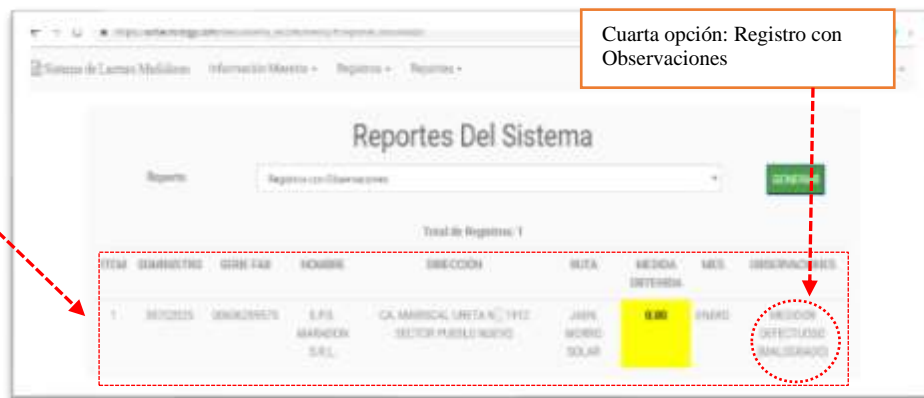 Cuarta opción: Registro con
Observaciones
Sistema de Lectura Medidores Información Maestra Registros Reportes
Reportes Del Sistema
Reporte Registros con Observaciones GENERAR
Total de Registros: 1
ITEM SUMINISTRO SERIE FAB NOMBRE DIRECCIÓN RUTA MEDIDA MES OBSERVACIONES
OBTENIDA
1 E.P.S. CA. MARISCAL URETA 1912 JAEN, 0.00 ENERO MEDIDOR
MARAÑON SECTOR PUEBLO NUEVO MORRO DEFECTUOSO
S.R.L. SOLAR (MALOGRADO)